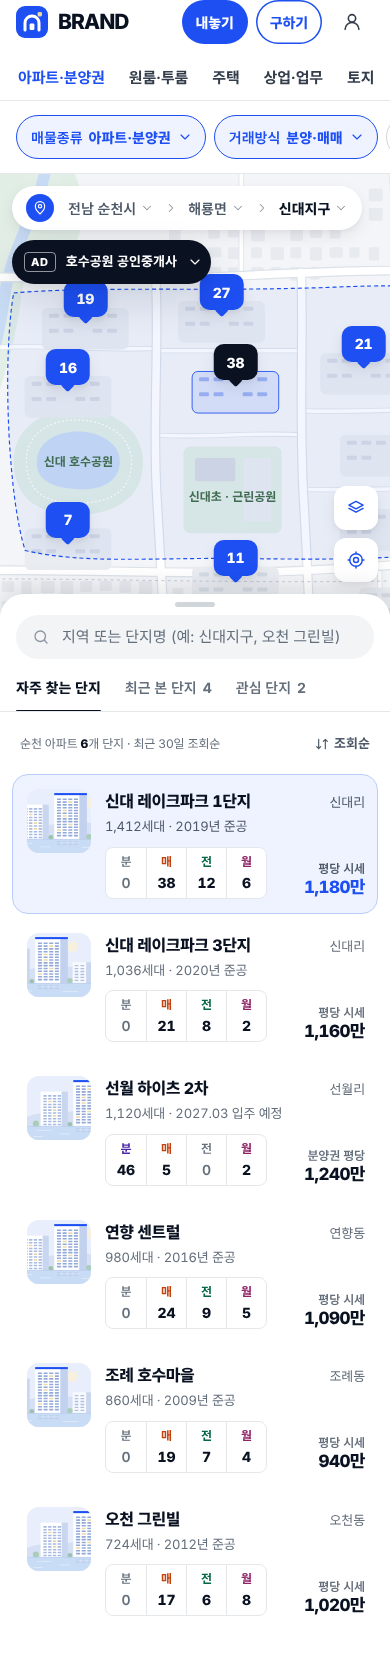 BRAND 내놓기 구하기
아파트·분양권 원룸·투룸 주택 상업·업무 토지
매물종류 아파트·분양권 거래방식 분양·매매
전남 순천시 해룡면 신대지구
AD 호수공원 공인중개사
19 27
21
16 38
신대 호수공원
신대초 · 근린공원
7
11
지역 또는 단지명 (예: 신대지구, 오천 그린빌)
자주 찾는 단지 최근 본 단지 4 관심 단지 2
순천 아파트 6개 단지 · 최근 30일 조회순 조회순
신대 레이크파크 1단지 신대리
1,412세대 · 2019년 준공
분 매 전 월
평당 시세
0 38 12 6
1,180만
신대 레이크파크 3단지 신대리
1,036세대 · 2020년 준공
분 매 전 월
평당 시세
0 21 8 2
1,160만
선월 하이츠 2차 선월리
1,120세대 · 2027.03 입주 예정
분 매 전 월
분양권 평당
46 5 0 2
1,240만
연향 센트럴 연향동
980세대 · 2016년 준공
분 매 전 월
평당 시세
0 24 9 5
1,090만
조례 호수마을 조례동
860세대 · 2009년 준공
분 매 전 월
평당 시세
0 19 7 4
940만
오천 그린빌 오천동
724세대 · 2012년 준공
분 매 전 월
평당 시세
0 17 6 8
1,020만